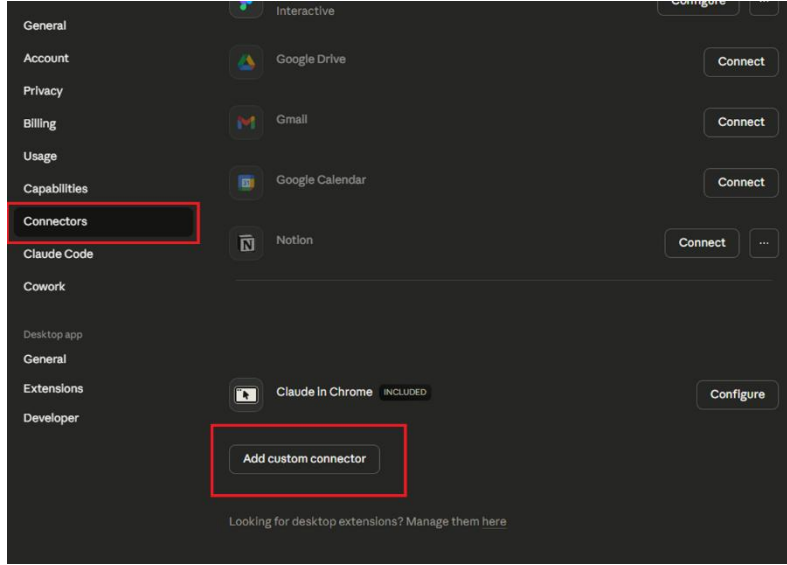 General
Account
Privacy
Billing
Usage
Capabilities
Connectors
Claude Code
Cowork
Desktop app
General
Extensions
Developer
Interactive
Configure ...
Google Drive
Connect
Gmail
Connect
Google Calendar
Connect
Notion
Connect ...
Claude in Chrome INCLUDED
Configure
Add custom connector
Looking for desktop extensions? Manage them here